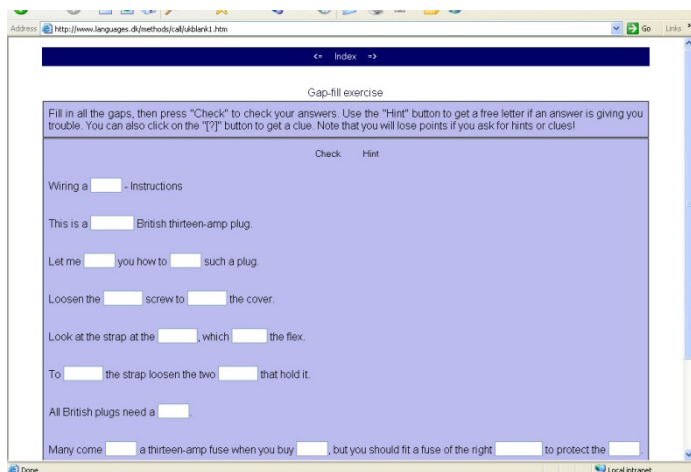 Address http://www.languages.dk/methods/call/ukblank1.htm Go Links »
<= Index =>
Gap-fill exercise
Fill in all the gaps, then press "Check" to check your answers. Use the "Hint" button to get a free letter if an answer is giving you
trouble. You can also click on the "[?]" button to get a clue. Note that you will lose points if you ask for hints or clues!
Check Hint
Wiring a - Instructions
This is a British thirteen-amp plug.
Let me you how to such a plug.
Loosen the screw to the cover.
Look at the strap at the , which the flex.
To the strap loosen the two that hold it.
All British plugs need a .
Many come a thirteen-amp fuse when you buy , but you should fit a fuse of the right to protect the .
Done Local intranet